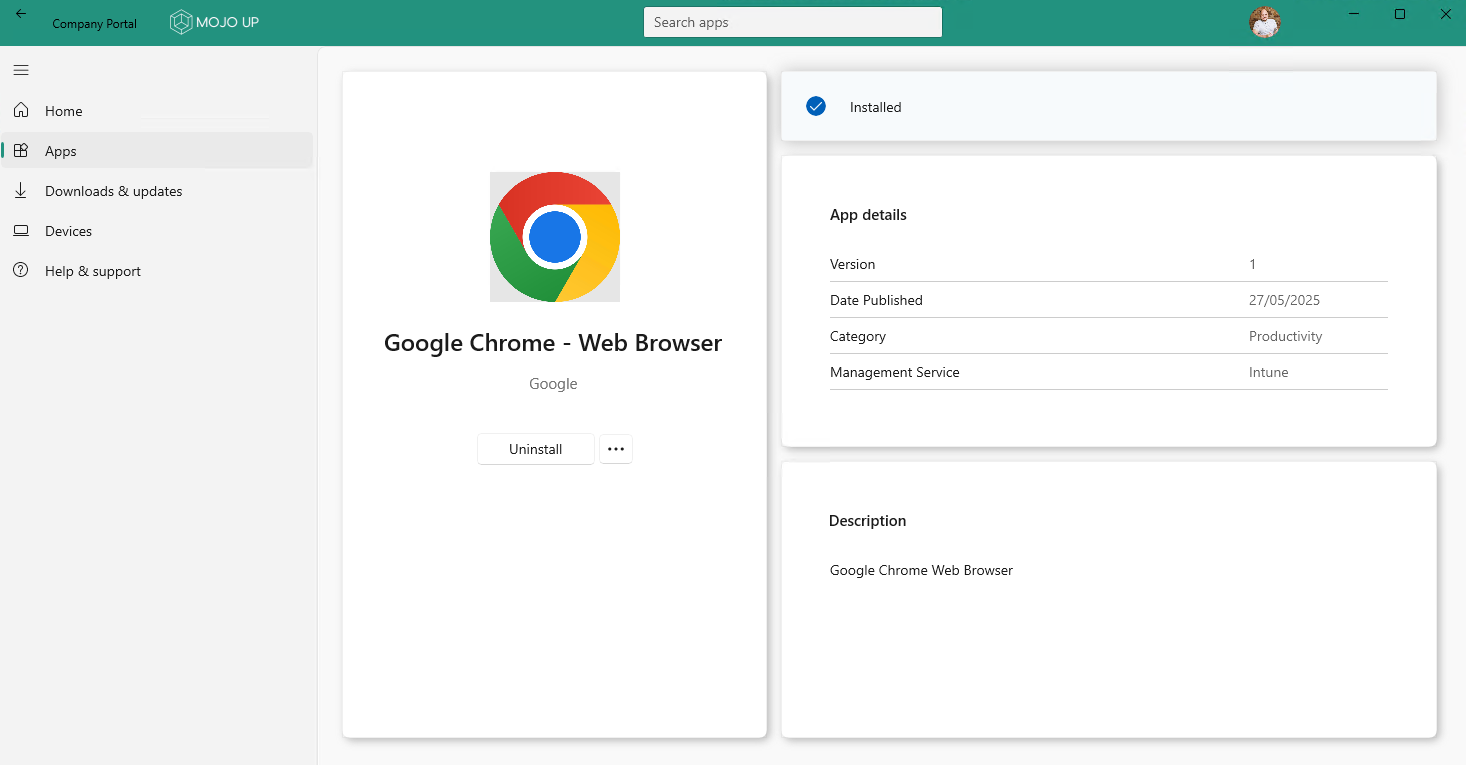 Company Portal
MOJO UP
Search apps
Home
Apps
Downloads & updates
Devices
Help & support
Google Chrome - Web Browser
Google
Uninstall
Installed
App details
Version 1
Date Published 27/05/2025
Category Productivity
Management Service Intune
Description
Google Chrome Web Browser